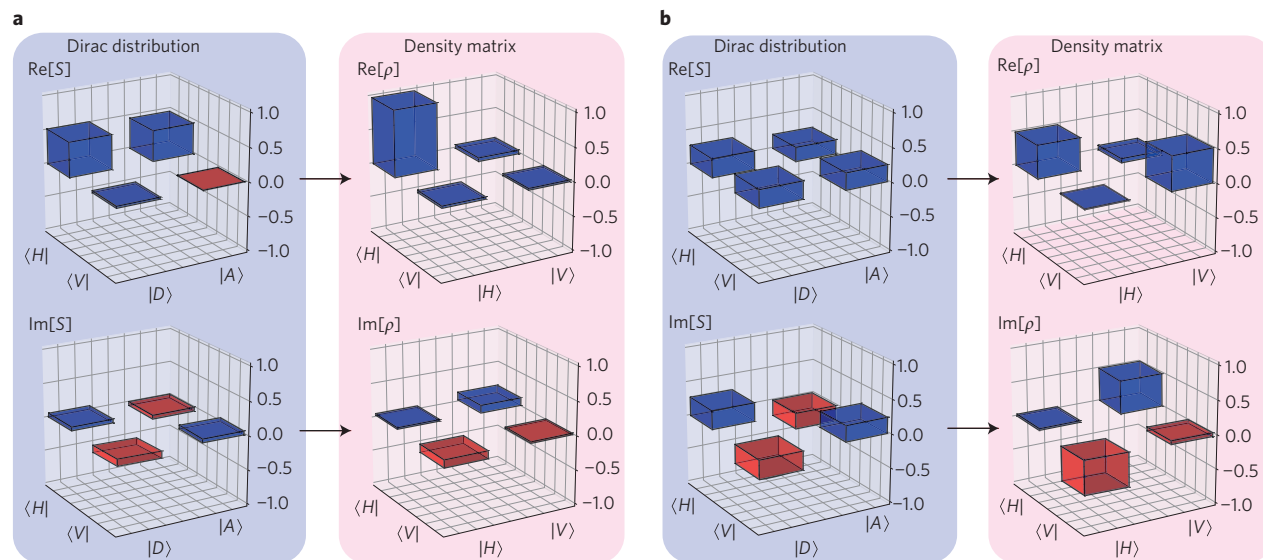 a
Dirac distribution
Re[S]
1.0
0.5
0.0
−0.5
−1.0
⟨H|
⟨V|
|D⟩
|A⟩
Density matrix
Re[ρ]
1.0
0.5
0.0
−0.5
−1.0
⟨H|
⟨V|
|H⟩
|V⟩
Im[S]
1.0
0.5
0.0
−0.5
−1.0
⟨H|
⟨V|
|D⟩
|A⟩
Im[ρ]
1.0
0.5
0.0
−0.5
−1.0
⟨H|
⟨V|
|H⟩
|V⟩
b
Dirac distribution
Re[S]
1.0
0.5
0.0
−0.5
−1.0
⟨H|
⟨V|
|D⟩
|A⟩
Density matrix
Re[ρ]
1.0
0.5
0.0
−0.5
−1.0
⟨H|
⟨V|
|H⟩
|V⟩
Im[S]
1.0
0.5
0.0
−0.5
−1.0
⟨H|
⟨V|
|D⟩
|A⟩
Im[ρ]
1.0
0.5
0.0
−0.5
−1.0
⟨H|
⟨V|
|H⟩
|V⟩